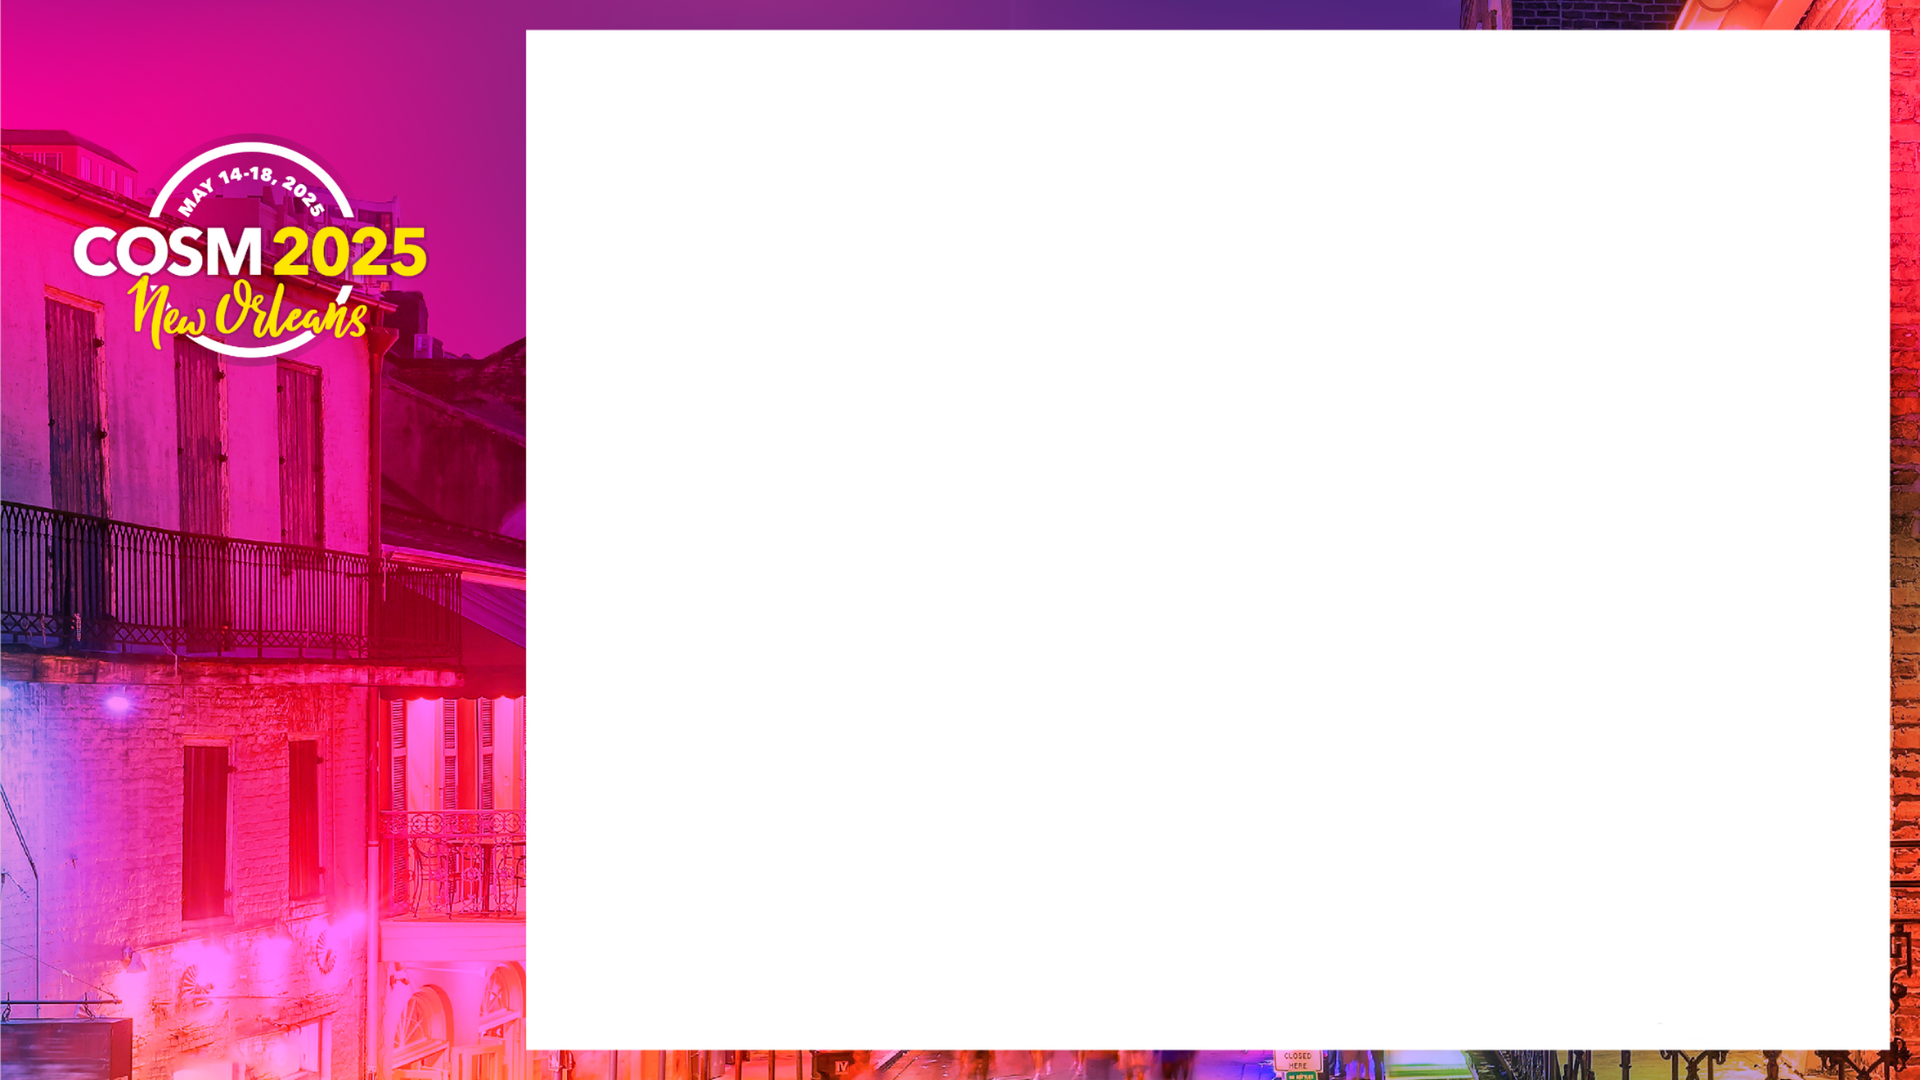 MAY 14-18, 2025
COSM 2025
New Orleans
CLOSED
HERE